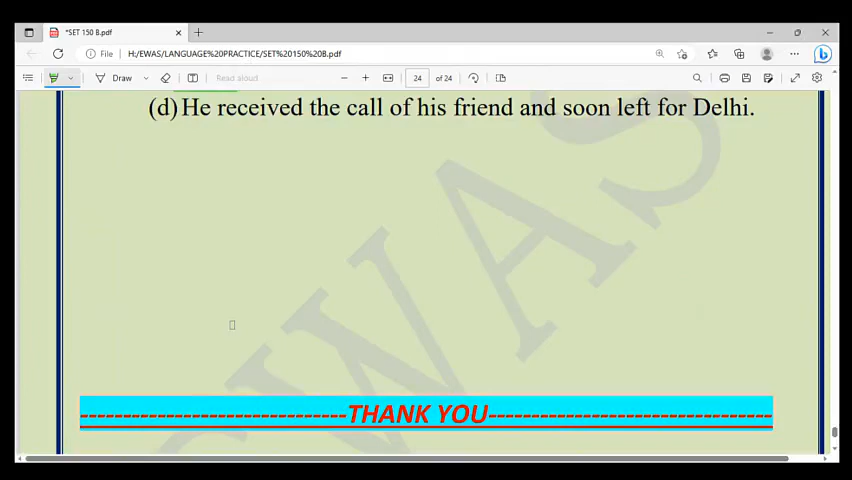 *SET 150 B.pdf
File
H:/EWAS/LANGUAGE%20PRACTICE/SET%20150%20B.pdf
Draw
Read aloud
24
of 24
(d) He received the call of his friend and soon left for Delhi.
EWAS
------------------------------THANK YOU--------------------------------